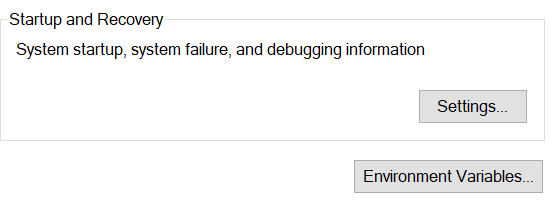 Startup and Recovery
System startup, system failure, and debugging information
Settings...
Environment Variables...